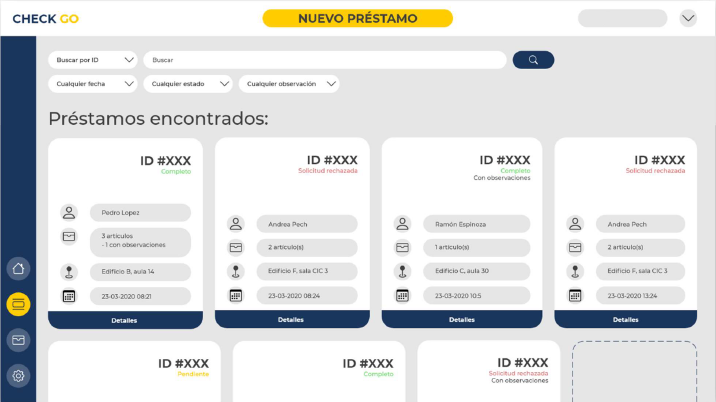 CHECK GO
NUEVO PRÉSTAMO
Buscar por ID
Buscar
Cualquier fecha
Cualquier estado
Cualquier observación
Préstamos encontrados:
ID #XXX
Completo
Pedro Lopez
3 artículos
- 1 con observaciones
Edificio B, aula 14
23-03-2020 08:21
Detalles
ID #XXX
Solicitud rechazada
Andrea Pech
2 artículo(s)
Edificio F, sala CIC 3
23-03-2020 08:24
Detalles
ID #XXX
Completo
Con observaciones
Ramón Espinoza
1 artículo(s)
Edificio C, aula 30
23-03-2020 10:5
Detalles
ID #XXX
Solicitud rechazada
Andrea Pech
2 artículo(s)
Edificio F, sala CIC 3
23-03-2020 13:24
Detalles
ID #XXX
Pendiente
ID #XXX
Completo
ID #XXX
Solicitud rechazada
Con observaciones